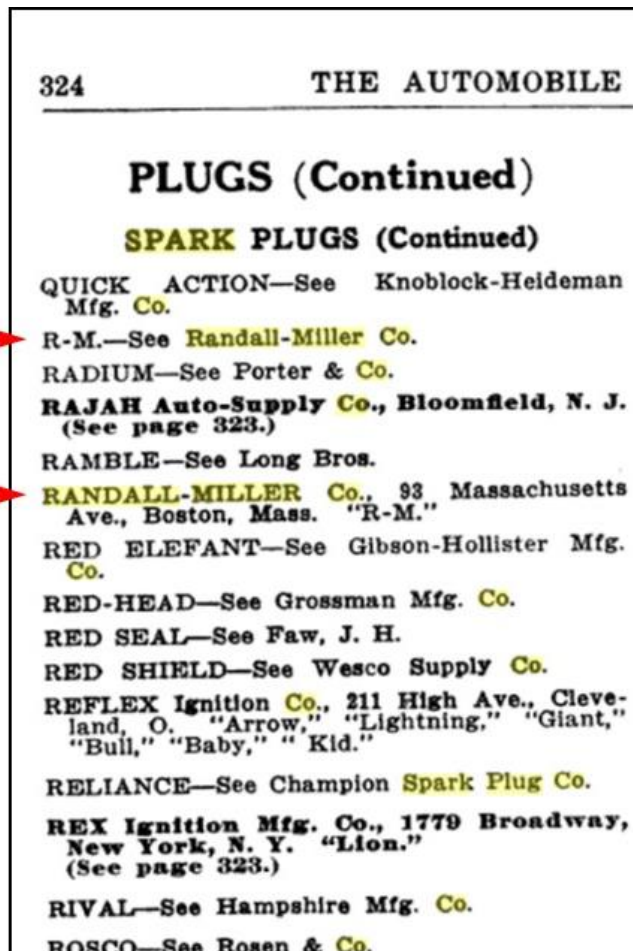 324 THE AUTOMOBILE
PLUGS (Continued)
SPARK PLUGS (Continued)
QUICK ACTION—See Knoblock-Heideman
Mfg. Co.
R-M.—See Randall-Miller Co.
RADIUM—See Porter & Co.
RAJAH Auto-Supply Co., Bloomfield, N. J.
(See page 323.)
RAMBLE—See Long Bros.
RANDALL-MILLER Co., 93 Massachusetts
Ave., Boston, Mass. "R-M."
RED ELEFANT—See Gibson-Hollister Mfg.
Co.
RED-HEAD—See Grossman Mfg. Co.
RED SEAL—See Faw, J. H.
RED SHIELD—See Wesco Supply Co.
REFLEX Ignition Co., 211 High Ave., Cleve-
land, O. "Arrow," "Lightning," "Giant,"
"Bull," "Baby," " Kid."
RELIANCE—See Champion Spark Plug Co.
REX Ignition Mfg. Co., 1779 Broadway,
New York, N. Y. "Lion."
(See page 323.)
RIVAL—See Hampshire Mfg. Co.
ROSCO—See Rosen & Co.